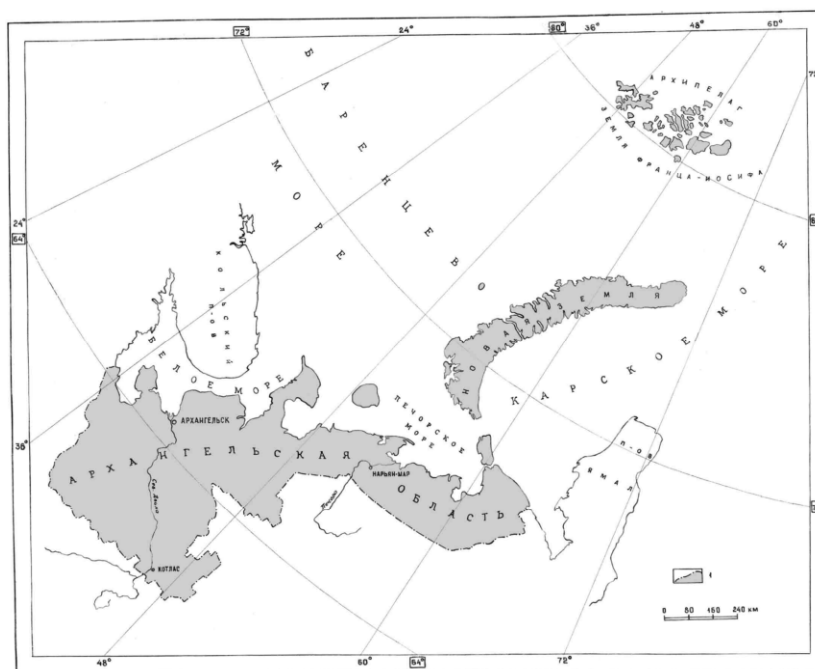 72°
24°
80°
36°
48°
60°
БАРЕНЦЕВО
МОРЕ
АРХИПЕЛАГ
ЗЕМЛЯ ФРАНЦА-ИОСИФА
24°
64°
КОЛЬСКИЙ
П-ОВ
БЕЛОЕ МОРЕ
НОВАЯ ЗЕМЛЯ
КАРСКОЕ МОРЕ
ПЕЧОРСКОЕ
МОРЕ
П-ОВ
ЯМАЛ
АРХАНГЕЛЬСК
36°
АРХАНГЕЛЬСКАЯ
ОБЛАСТЬ
НАРЬЯН-МАР
КОТЛАС
1
0 80 160 240 КМ
48°
60°
64°
72°